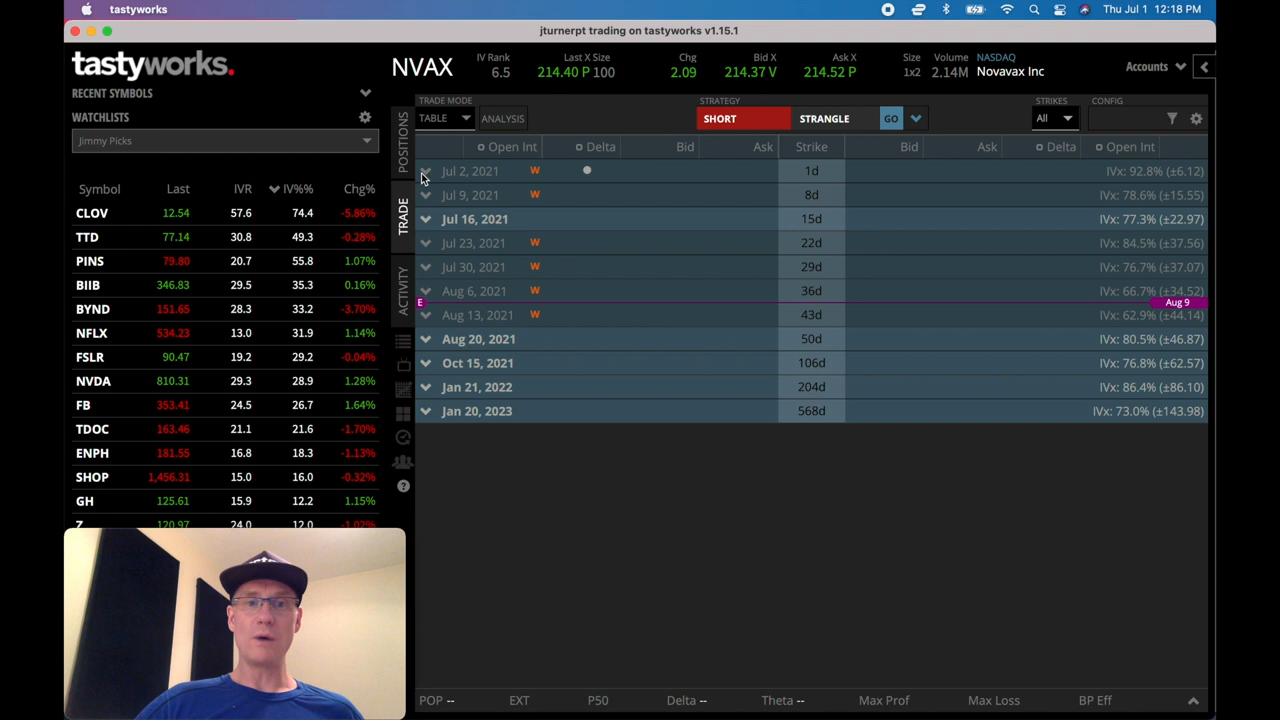 tastyworks
Thu Jul 1 12:18 PM
jturnerpt trading on tastyworks v1.15.1
tastyworks.
RECENT SYMBOLS
WATCHLISTS
Jimmy Picks
Symbol Last IVR IV%% Chg%
CLOV 12.54 57.6 74.4 -5.86%
TTD 77.14 30.8 49.3 -0.28%
PINS 79.80 20.7 55.8 1.07%
BIIB 346.83 29.5 35.3 0.16%
BYND 151.65 28.3 33.2 -3.70%
NFLX 534.23 13.0 31.9 1.14%
FSLR 90.47 19.2 29.2 -0.04%
NVDA 810.31 29.3 28.9 1.28%
FB 353.41 24.5 26.7 1.64%
TDOC 163.46 21.1 21.6 -1.70%
ENPH 181.55 16.8 18.3 -1.13%
SHOP 1,456.31 15.0 16.0 -0.32%
GH 125.61 15.9 12.2 1.15%
Z 120.97 24.0 12.0 -1.02%
NVAX
IV Rank Last X Size Chg Bid X Ask X Size Volume NASDAQ
6.5 214.40 P 100 2.09 214.37 V 214.52 P 1x2 2.14M Novavax Inc
Accounts
POSITIONS
TRADE
ACTIVITY
TRADE MODE STRATEGY STRIKES CONFIG
TABLE ANALYSIS SHORT STRANGLE GO All
Open Int Delta Bid Ask Strike Bid Ask Delta Open Int
Jul 2, 2021 W 1d IVx: 92.8% (±6.12)
Jul 9, 2021 W 8d IVx: 78.6% (±15.55)
Jul 16, 2021 15d IVx: 77.3% (±22.97)
Jul 23, 2021 W 22d IVx: 84.5% (±37.56)
Jul 30, 2021 W 29d IVx: 76.7% (±37.07)
Aug 6, 2021 W 36d IVx: 66.7% (±34.52)
E Aug 9
Aug 13, 2021 W 43d IVx: 62.9% (±44.14)
Aug 20, 2021 50d IVx: 80.5% (±46.87)
Oct 15, 2021 106d IVx: 76.8% (±62.57)
Jan 21, 2022 204d IVx: 86.4% (±86.10)
Jan 20, 2023 568d IVx: 73.0% (±143.98)
?
POP -- EXT P50 Delta -- Theta -- Max Prof Max Loss BP Eff